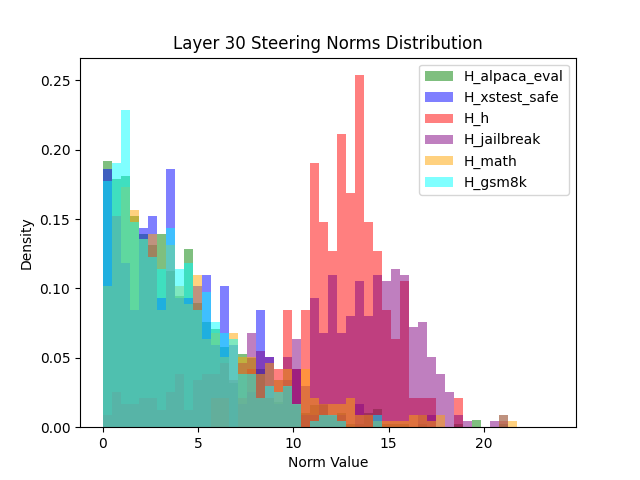 Layer 30 Steering Norms Distribution
H_alpaca_eval
H_xstest_safe
H_h
H_jailbreak
H_math
H_gsm8k
Density
0.25
0.20
0.15
0.10
0.05
0.00
0 5 10 15 20
Norm Value